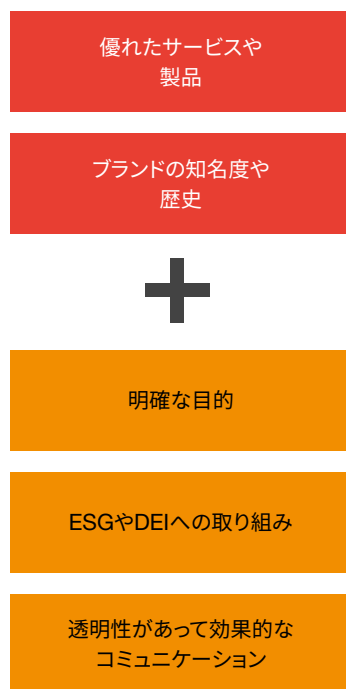 優れたサービスや
製品
ブランドの知名度や
歴史
明確な目的
ESGやDEIへの取り組み
透明性があって効果的な
コミュニケーション